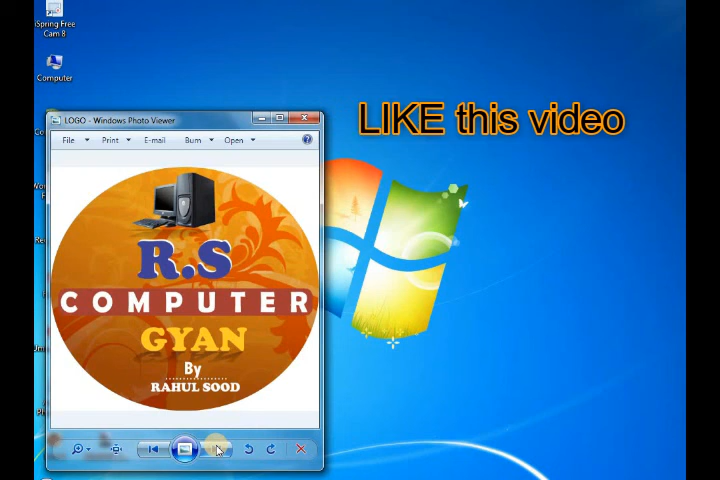 iSpring Free
Cam 8
Computer
LOGO - Windows Photo Viewer
File Print E-mail Burn Open
LIKE this video
R.S
COMPUTER
GYAN
By
RAHUL SOOD